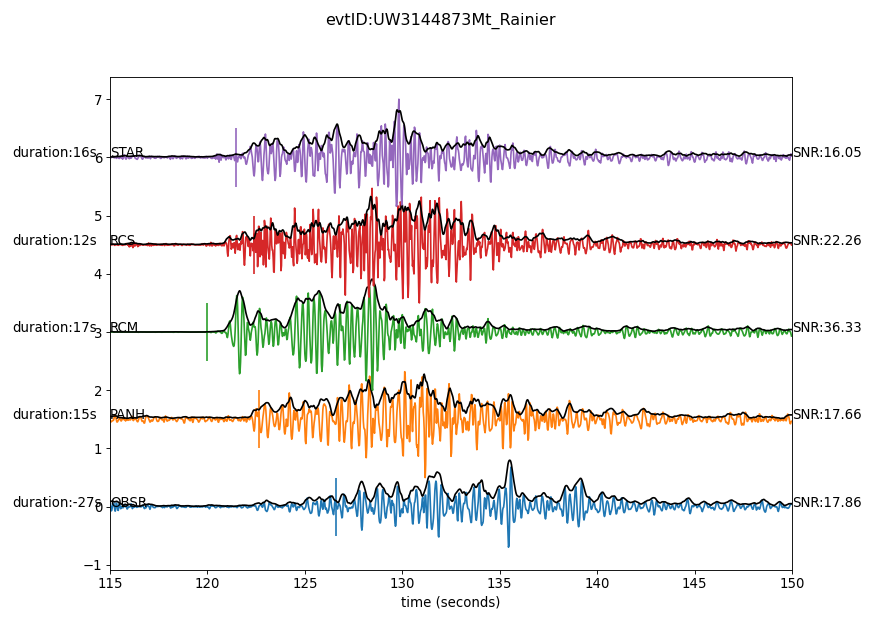 evtID:UW3144873Mt_Rainier
7
duration:16s
6
STAR
SNR:16.05
5
duration:12s
RCS
SNR:22.26
4
duration:17s
3
RCM
SNR:36.33
2
duration:15s
PANH
SNR:17.66
1
duration:-27s
0
OBSR
SNR:17.86
−1
115 120 125 130 135 140 145 150
time (seconds)